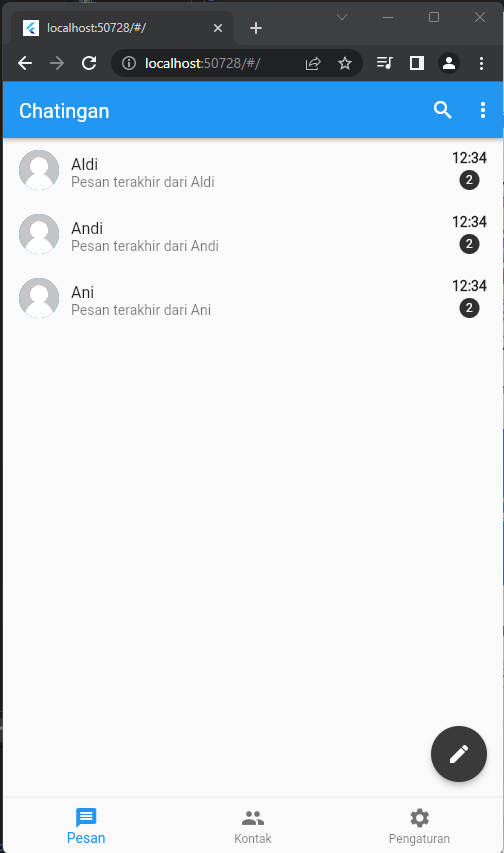 localhost:50728/#/
localhost:50728/#/
Chatingan
Aldi
12:34
Pesan terakhir dari Aldi
2
Andi
12:34
Pesan terakhir dari Andi
2
Ani
12:34
Pesan terakhir dari Ani
2
Pesan
Kontak
Pengaturan